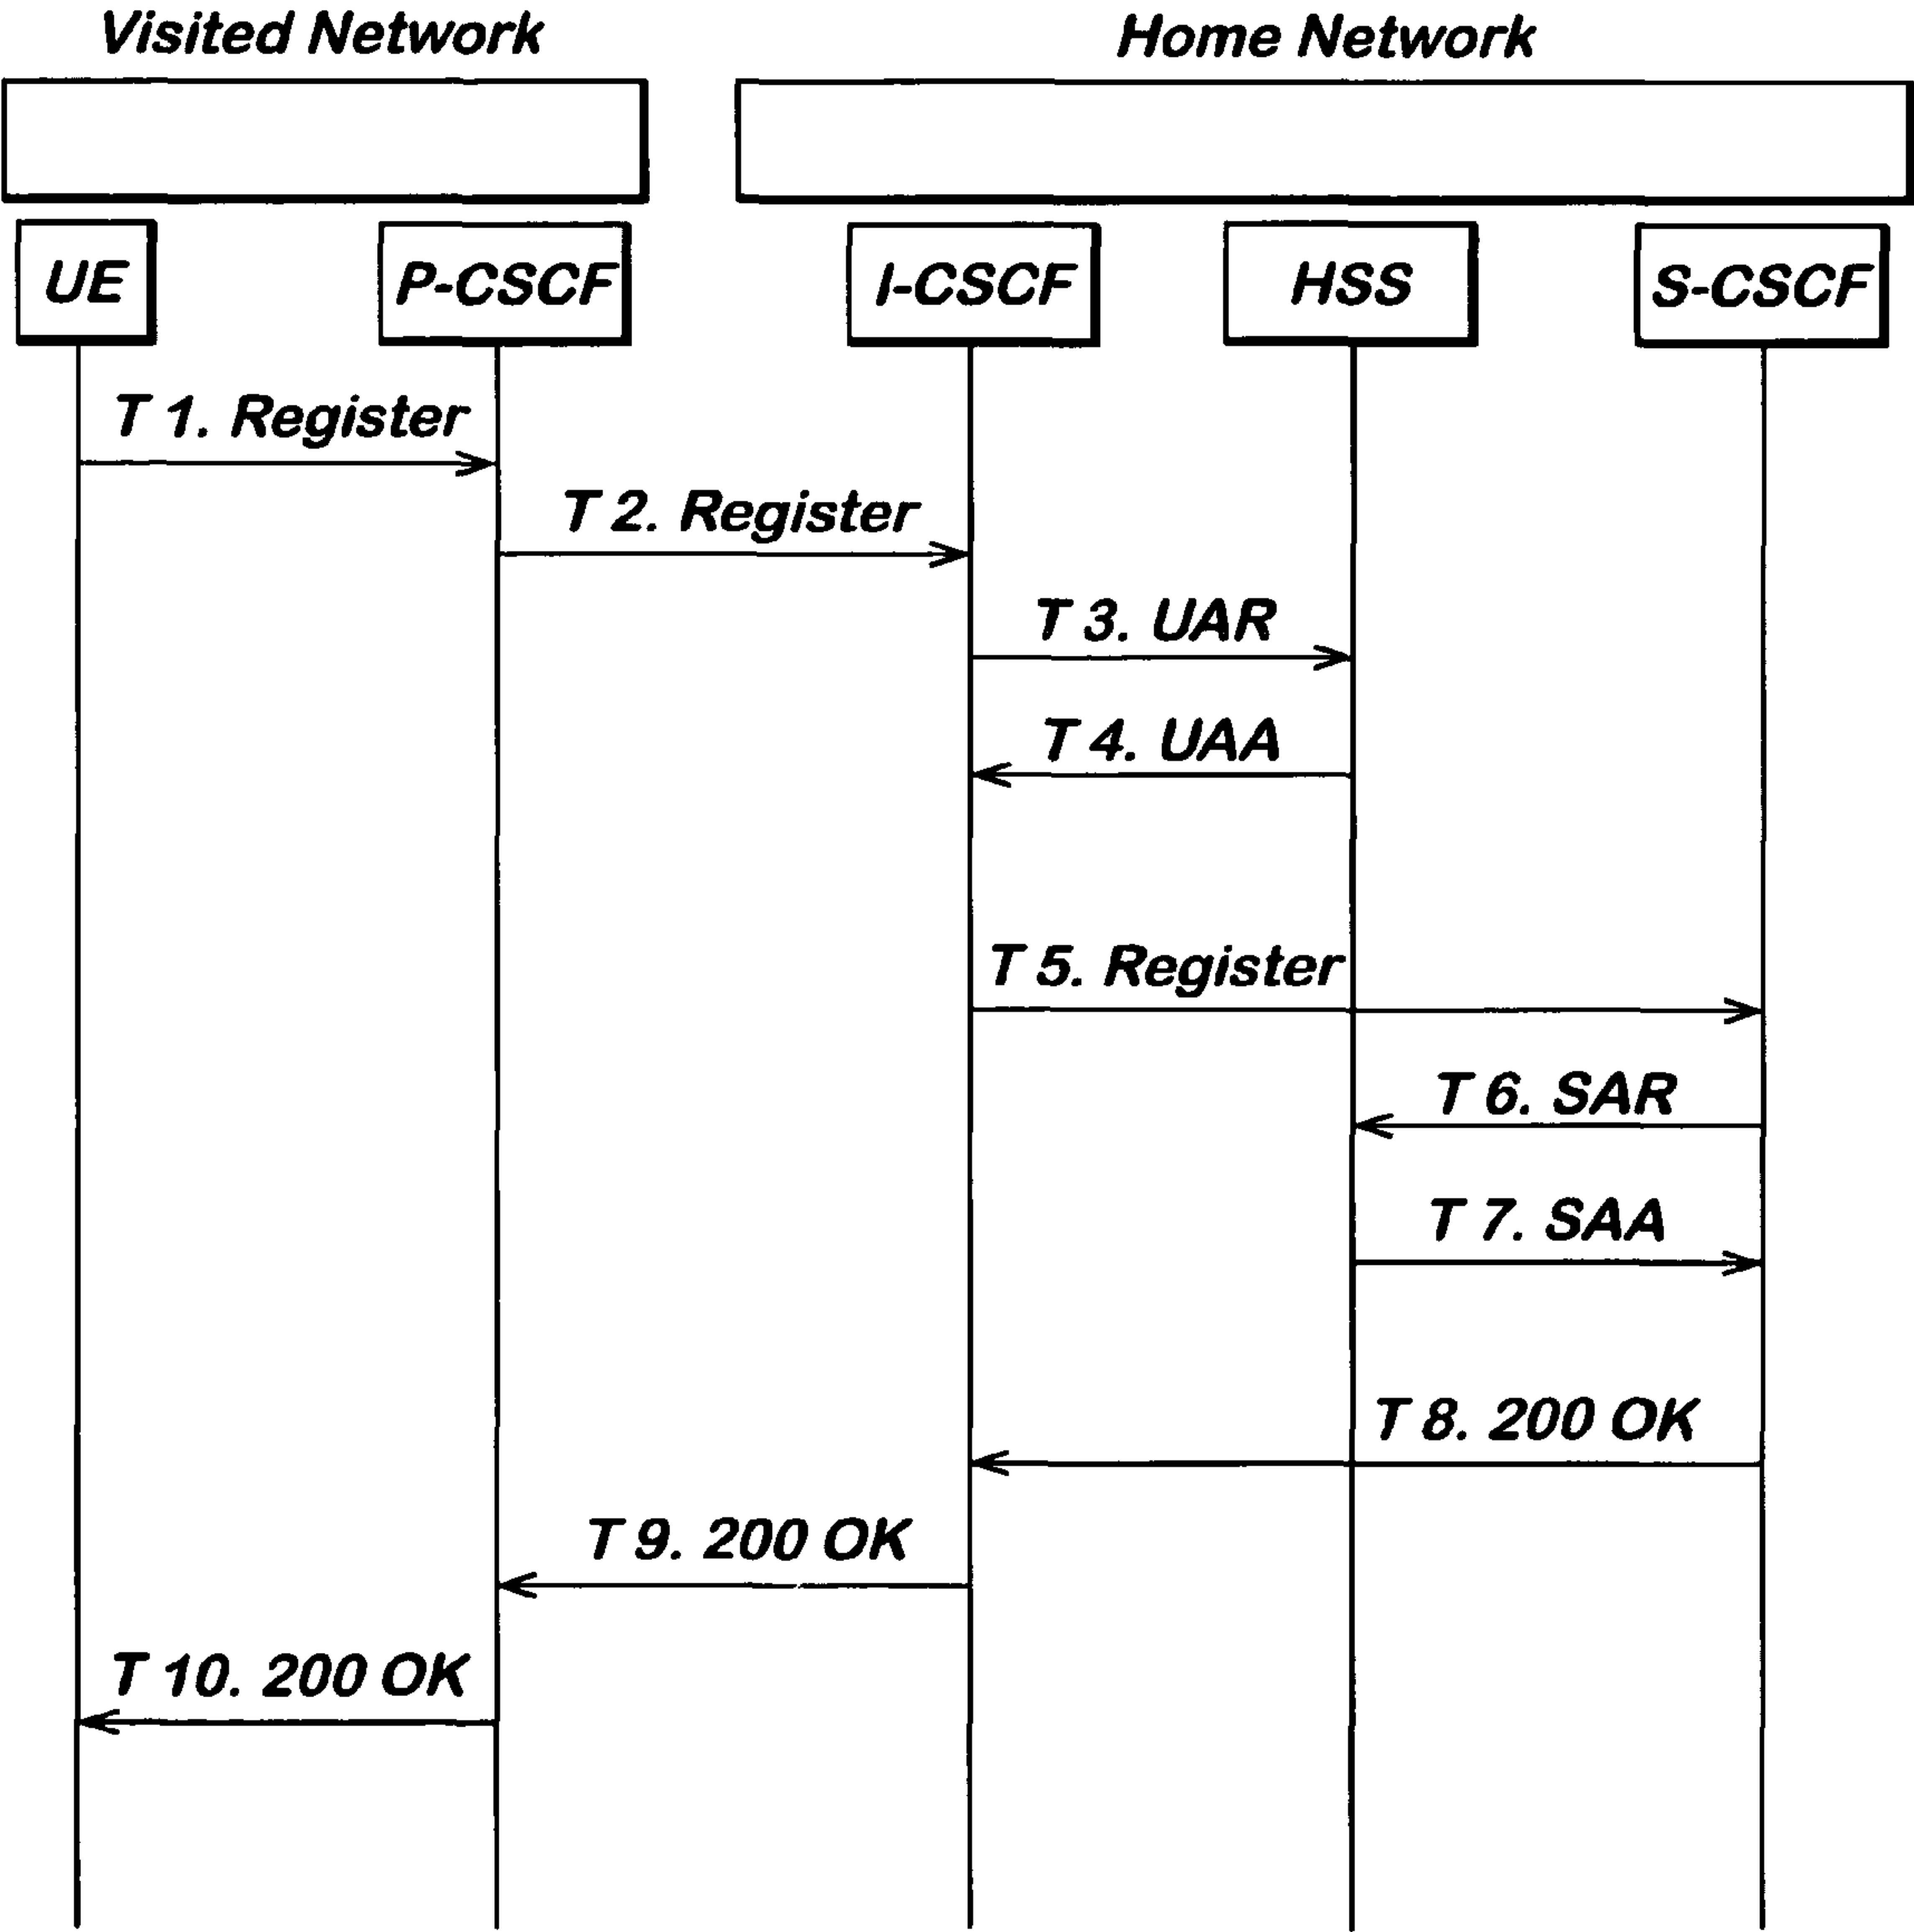 Visited Network
Home Network
UE
P-CSCF
I-CSCF
HSS
S-CSCF
T 1. Register
T 2. Register
T 3. UAR
T 4. UAA
T 5. Register
T 6. SAR
T 7. SAA
T 8. 200 OK
T 9. 200 OK
T 10. 200 OK